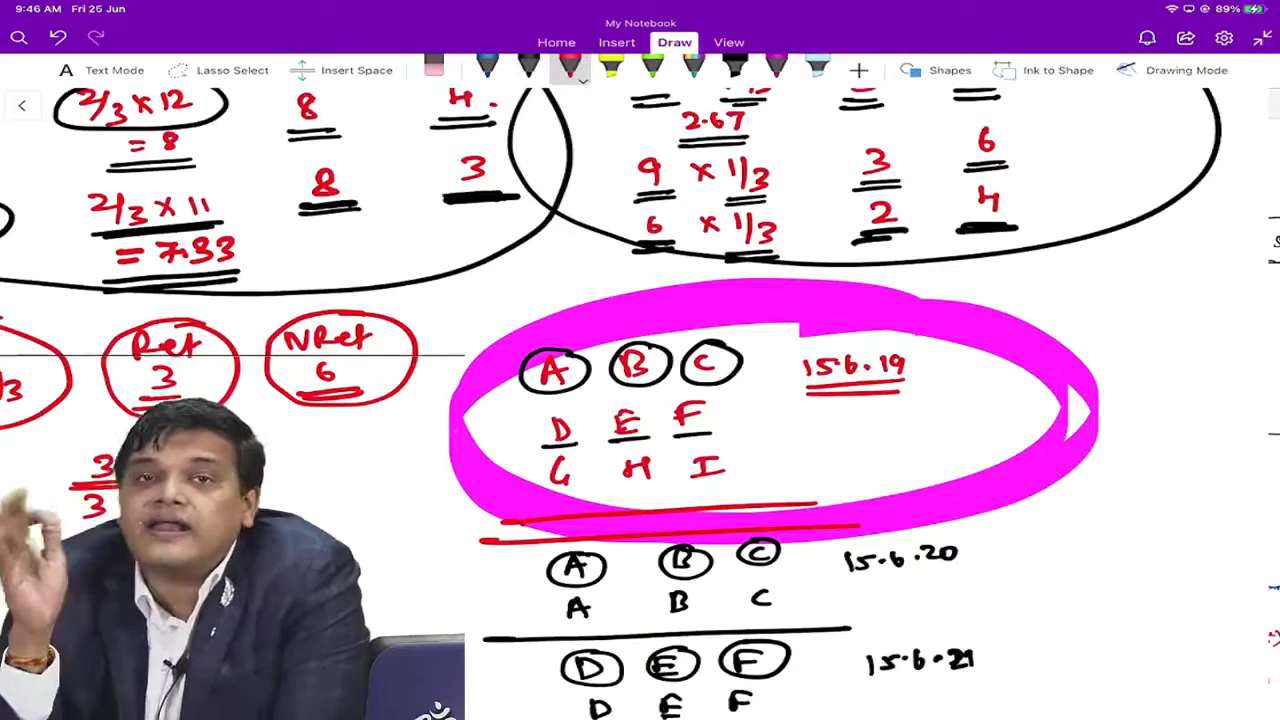 9:46 AM Fri 25 Jun
89%
My Notebook
Home Insert Draw View
Text Mode Lasso Select Insert Space Shapes Ink to Shape Drawing Mode
2/3 x 12 8 4.
= 8
2/3 x 11 8 3
= 7.33
2.67
9 x 1/3 3 6
6 x 1/3 2 4
Ret NRet
3 6
3
3
A B C 15.6.19
D E F
G H I
A B C 15.6.20
A B C
D E F 15.6.21
D E F